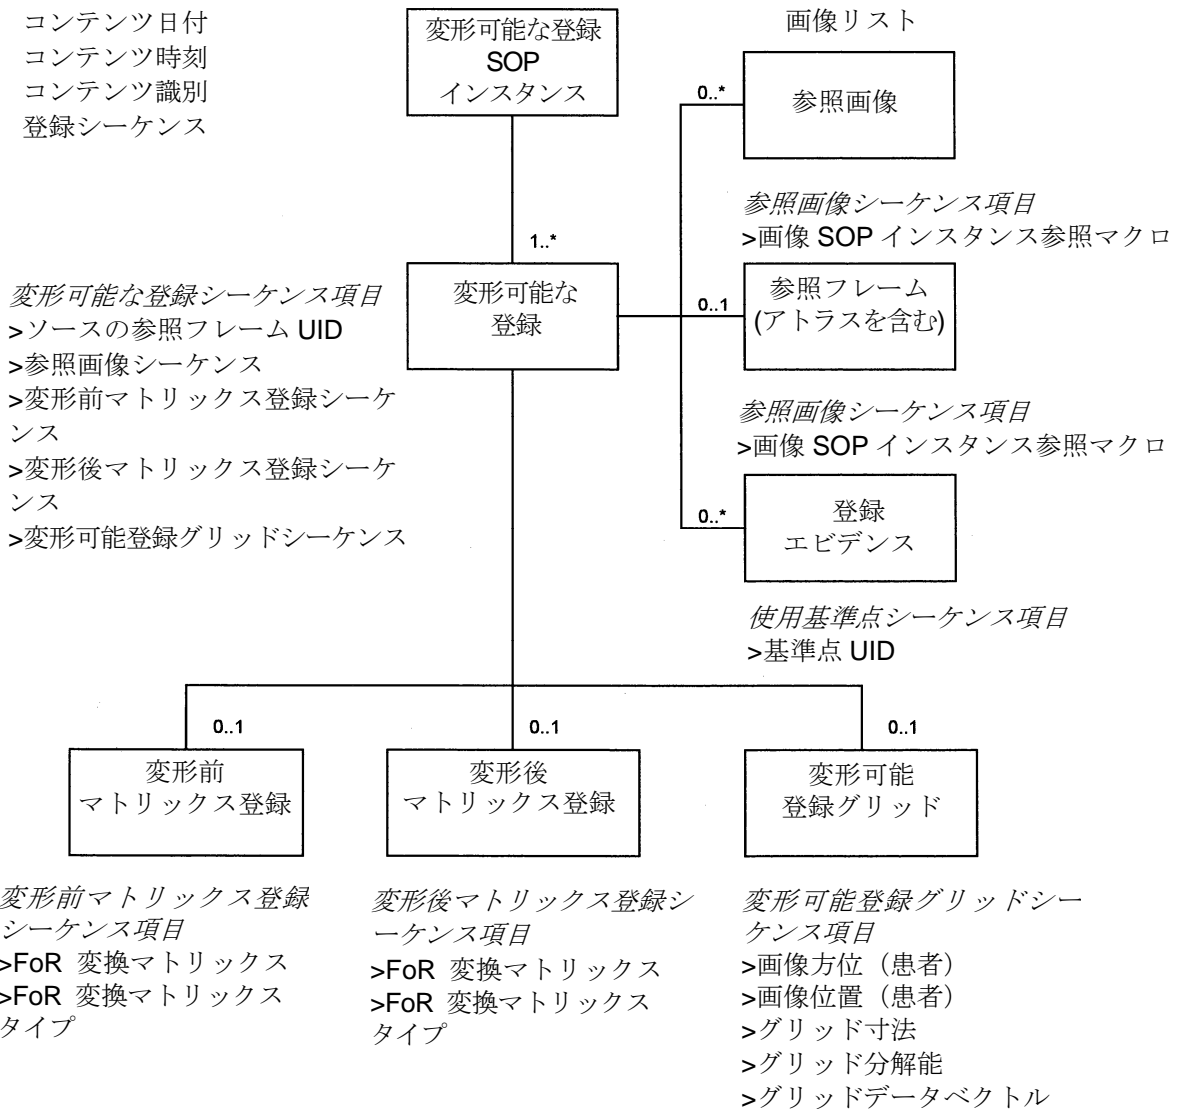 コンテンツ日付
コンテンツ時刻
コンテンツ識別
登録シーケンス
変形可能な登録
SOP
インスタンス
画像リスト
0..*
参照画像
参照画像シーケンス項目
>画像 SOP インスタンス参照マクロ
1..*
変形可能な登録シーケンス項目
>ソースの参照フレーム UID
>参照画像シーケンス
>変形前マトリックス登録シーケ
ンス
>変形後マトリックス登録シーケ
ンス
>変形可能登録グリッドシーケンス
変形可能な
登録
0..1
参照フレーム
(アトラスを含む)
参照画像シーケンス項目
>画像 SOP インスタンス参照マクロ
0..*
登録
エビデンス
使用基準点シーケンス項目
>基準点 UID
0..1
変形前
マトリックス登録
0..1
変形後
マトリックス登録
0..1
変形可能
登録グリッド
変形前マトリックス登録
シーケンス項目
>FoR 変換マトリックス
>FoR 変換マトリックス
タイプ
変形後マトリックス登録シ
ーケンス項目
>FoR 変換マトリックス
>FoR 変換マトリックス
タイプ
変形可能登録グリッドシー
ケンス項目
>画像方位（患者）
>画像位置（患者）
>グリッド寸法
>グリッド分解能
>グリッドデータベクトル